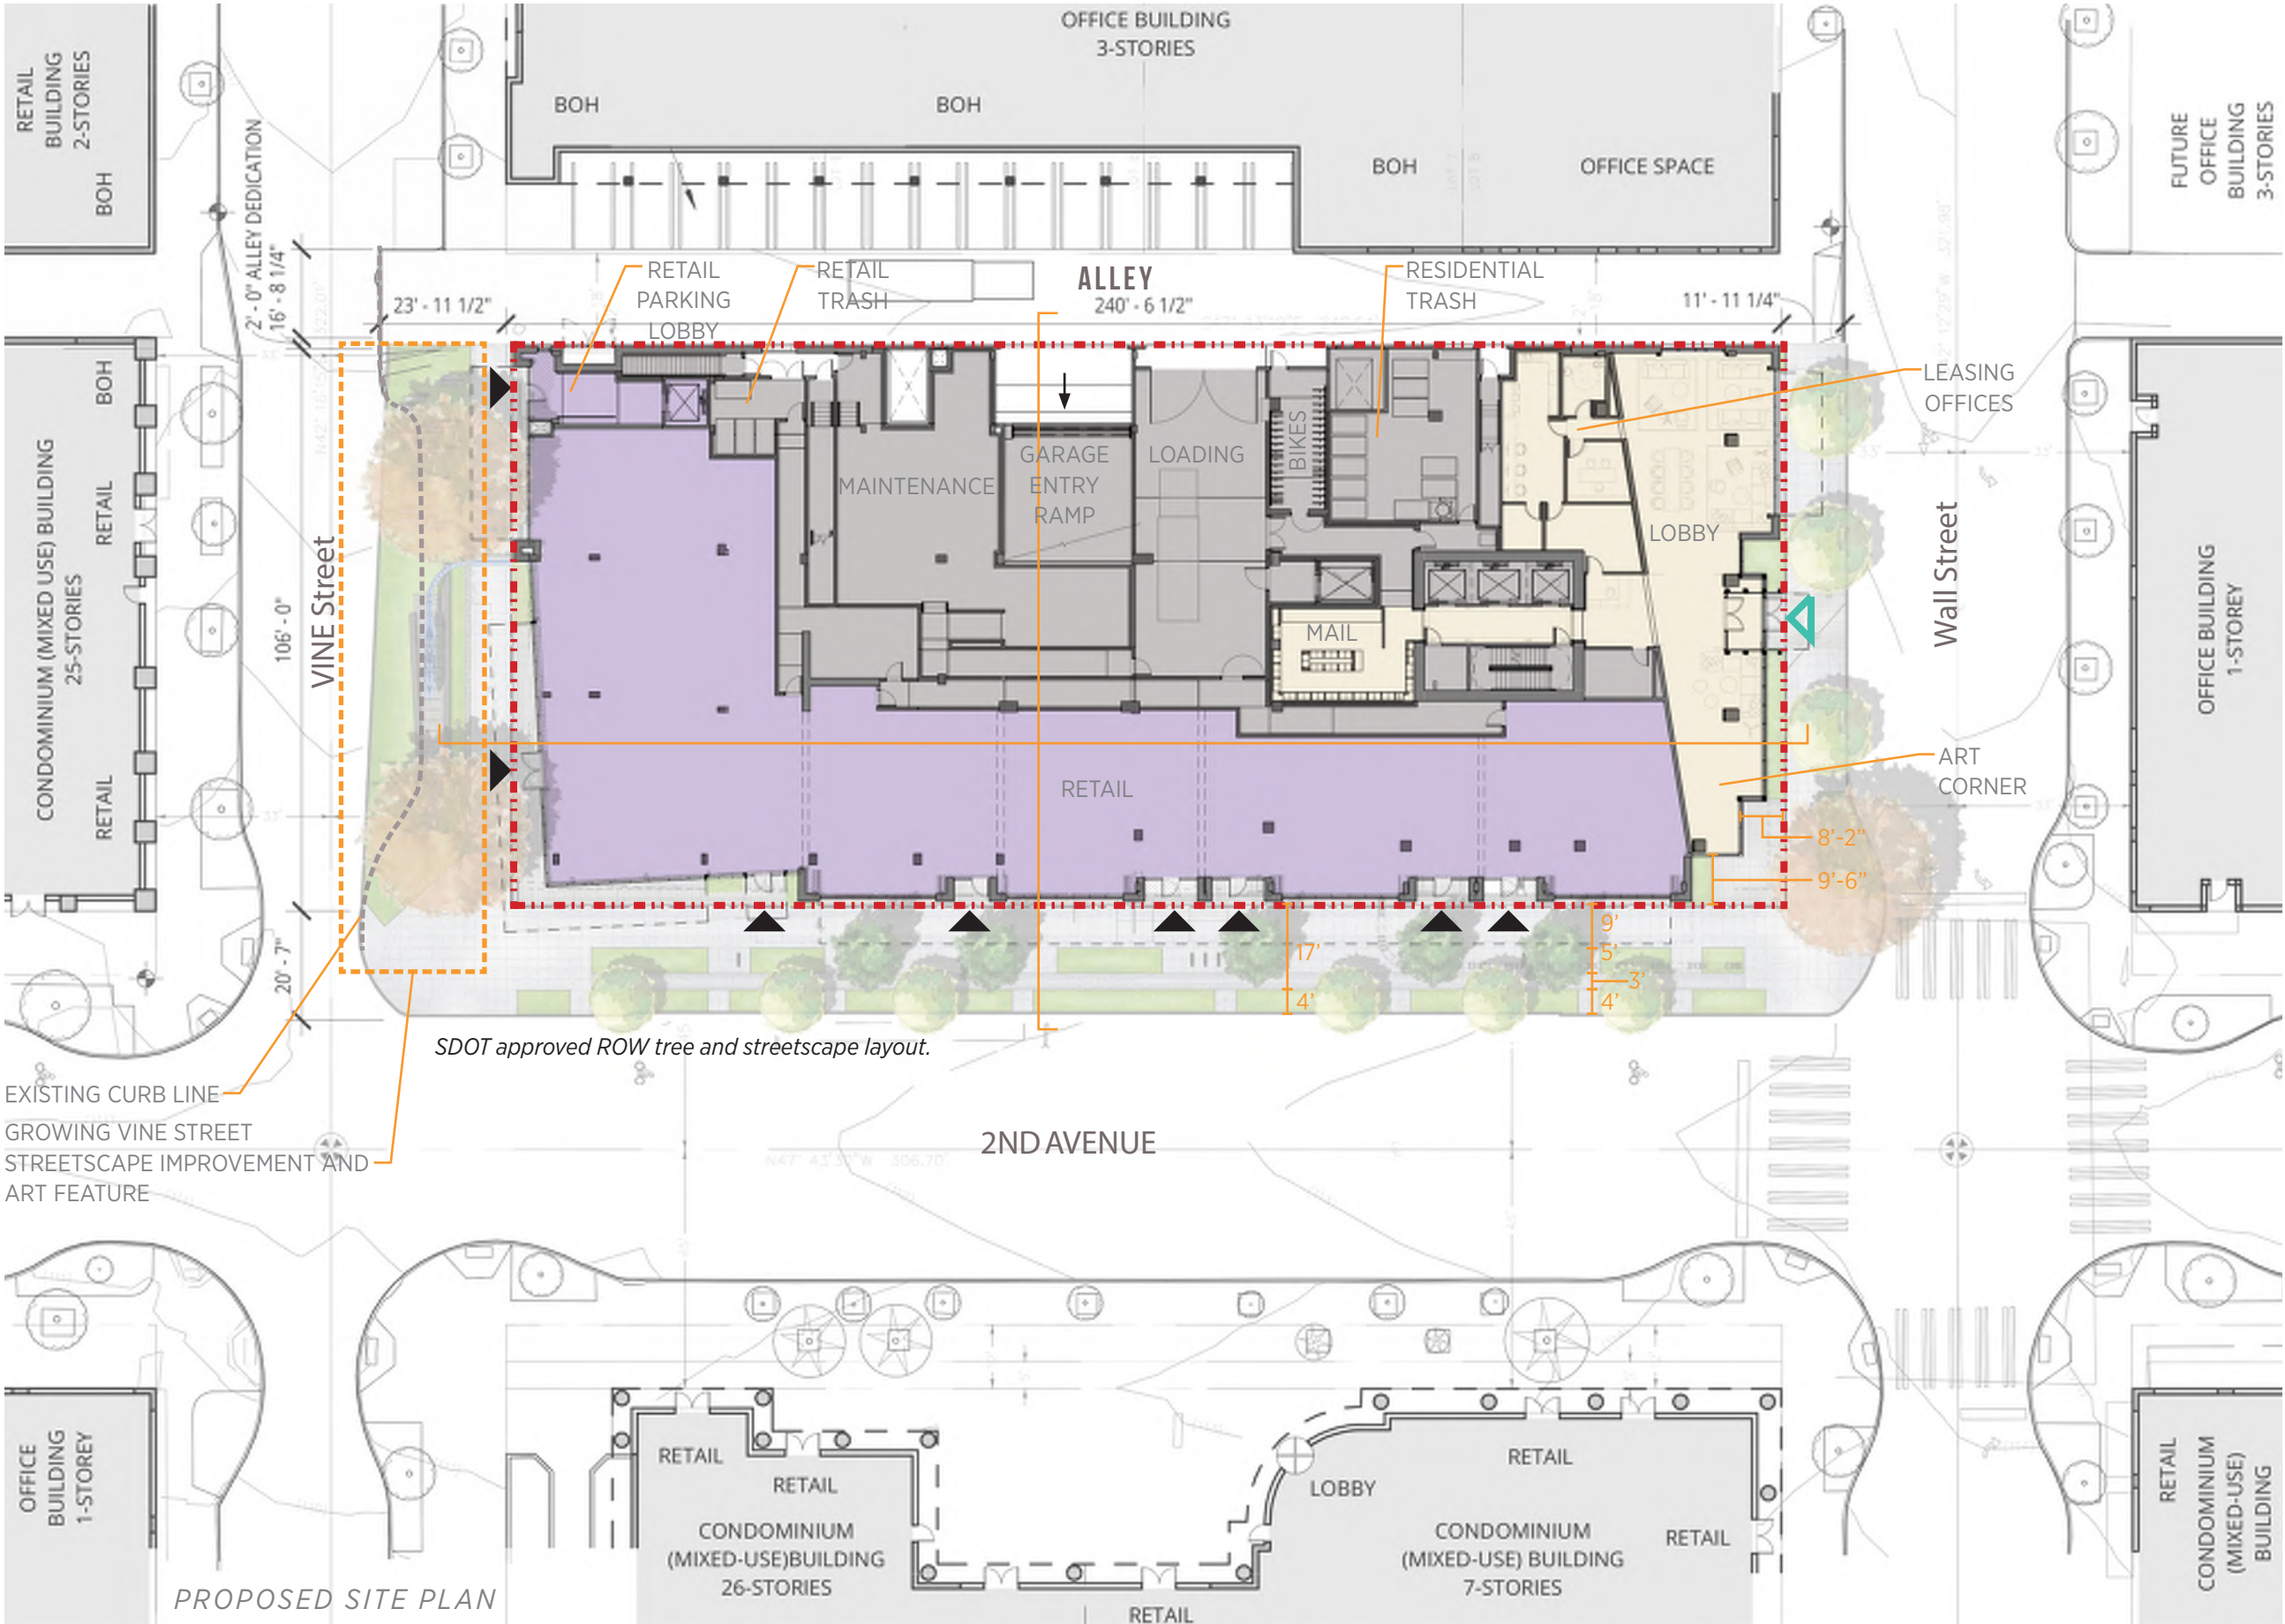 OFFICE BUILDING
3-STORIES
RETAIL
BUILDING
2-STORIES
BOH
BOH
BOH
BOH
OFFICE SPACE
FUTURE
OFFICE
BUILDING
3-STORIES
2' - 0" ALLEY DEDICATION
16' - 8 1/4"
23' - 11 1/2"
RETAIL
PARKING
LOBBY
RETAIL
TRASH
ALLEY
240' - 6 1/2"
RESIDENTIAL
TRASH
11' - 11 1/4"
LEASING
OFFICES
BOH
RETAIL
CONDOMINIUM (MIXED USE) BUILDING
25-STORIES
RETAIL
VINE Street
106' - 0"
20' - 7"
MAINTENANCE
GARAGE
ENTRY
RAMP
LOADING
BIKES
LOBBY
MAIL
RETAIL
Wall Street
OFFICE BUILDING
1-STOREY
ART
CORNER
8'-2"
9'-6"
17'
4'
9'
5'
3'
4'
SDOT approved ROW tree and streetscape layout.
EXISTING CURB LINE
GROWING VINE STREET
STREETSCAPE IMPROVEMENT AND
ART FEATURE
2ND AVENUE
N47° 43'30"W 306.70'
OFFICE
BUILDING
1-STOREY
RETAIL
RETAIL
CONDOMINIUM
(MIXED-USE)BUILDING
26-STORIES
LOBBY
RETAIL
CONDOMINIUM
(MIXED-USE) BUILDING
7-STORIES
RETAIL
RETAIL
RETAIL
CONDOMINIUM
(MIXED-USE)
BUILDING
PROPOSED SITE PLAN